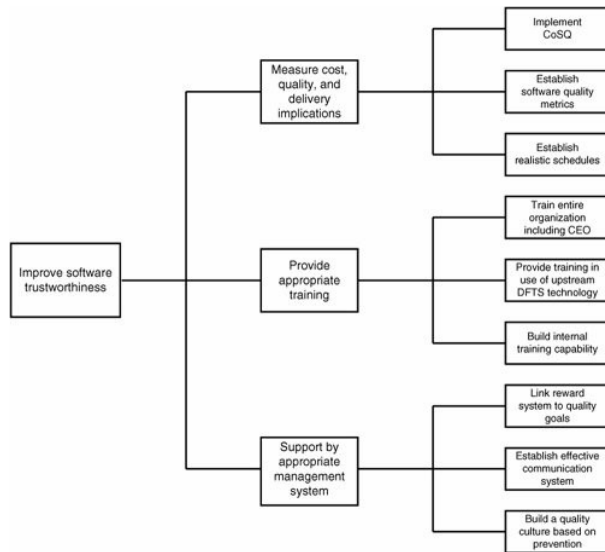 Implement
CoSQ
Measure cost,
quality, and
delivery
implications
Establish
software quality
metrics
Establish
realistic schedules
Train entire
organization
including CEO
Improve software
trustworthiness
Provide
appropriate
training
Provide training in
use of upstream
DFTS technology
Build internal
training capability
Link reward
system to quality
goals
Support by
appropriate
management
system
Establish effective
communication
system
Build a quality
culture based on
prevention